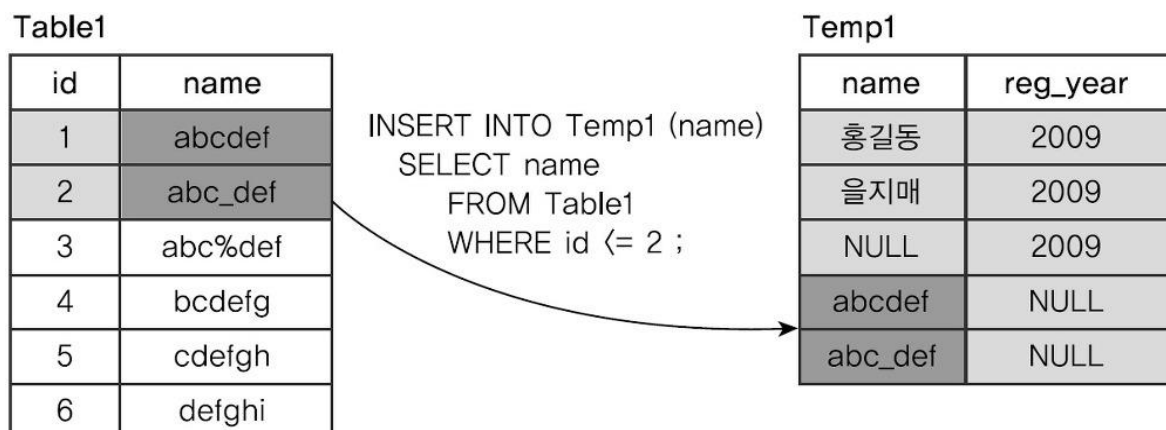 Table1
id name
1 abcdef
2 abc_def
3 abc%def
4 bcdefg
5 cdefgh
6 defghi
INSERT INTO Temp1 (name)
SELECT name
FROM Table1
WHERE id <= 2 ;
Temp1
name reg_year
홍길동 2009
을지매 2009
NULL 2009
abcdef NULL
abc_def NULL